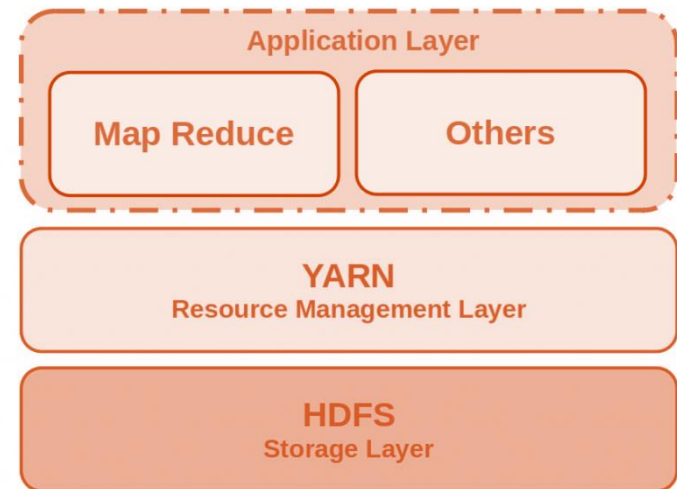 Application Layer
Map Reduce
Others
YARN
Resource Management Layer
HDFS
Storage Layer